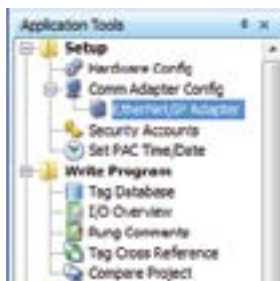 Application Tools
Setup
Hardware Config
Comm Adapter Config
EtherNet/IP Adapter
Security Accounts
Set PAC Time/Date
Write Program
Tag Database
I/O Overview
Rung Comments
Tag Cross Reference
Compare Project